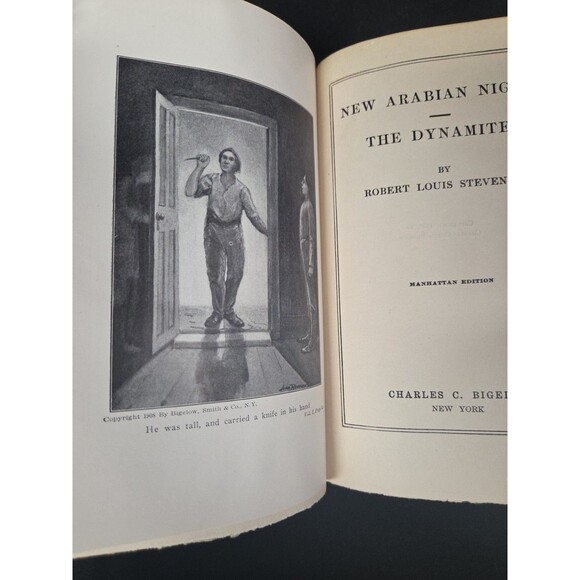 Copyright 1908 By Bigelow, Smith & Co., N.Y.
He was tall, and carried a knife in his hand.
NEW ARABIAN NIG
THE DYNAMITE
BY
ROBERT LOUIS STEVEN
MANHATTAN EDITION
CHARLES C. BIGEL
NEW YORK